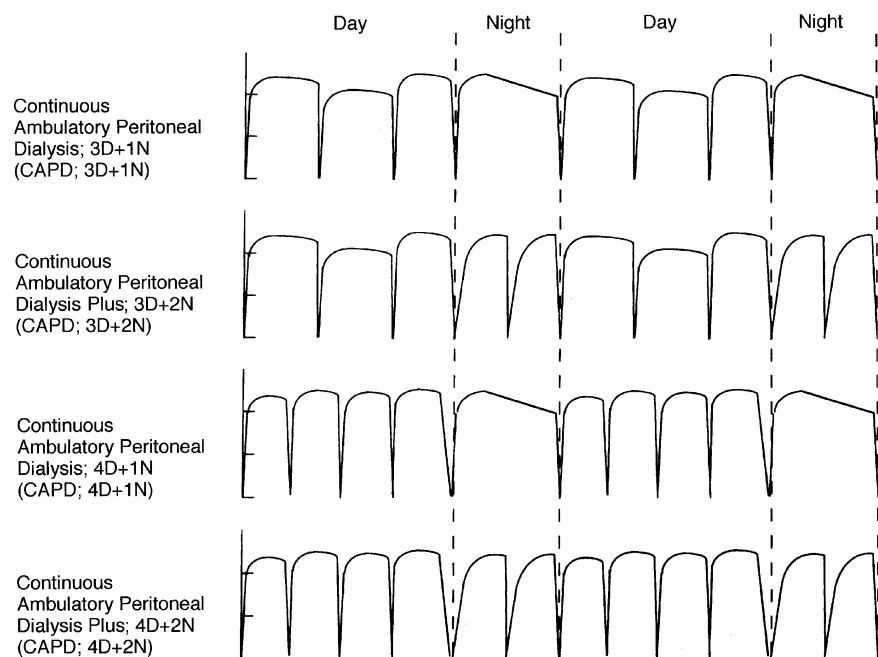 Day Night Day Night
Continuous
Ambulatory Peritoneal
Dialysis; 3D+1N
(CAPD; 3D+1N)
Continuous
Ambulatory Peritoneal
Dialysis Plus; 3D+2N
(CAPD; 3D+2N)
Continuous
Ambulatory Peritoneal
Dialysis; 4D+1N
(CAPD; 4D+1N)
Continuous
Ambulatory Peritoneal
Dialysis Plus; 4D+2N
(CAPD; 4D+2N)